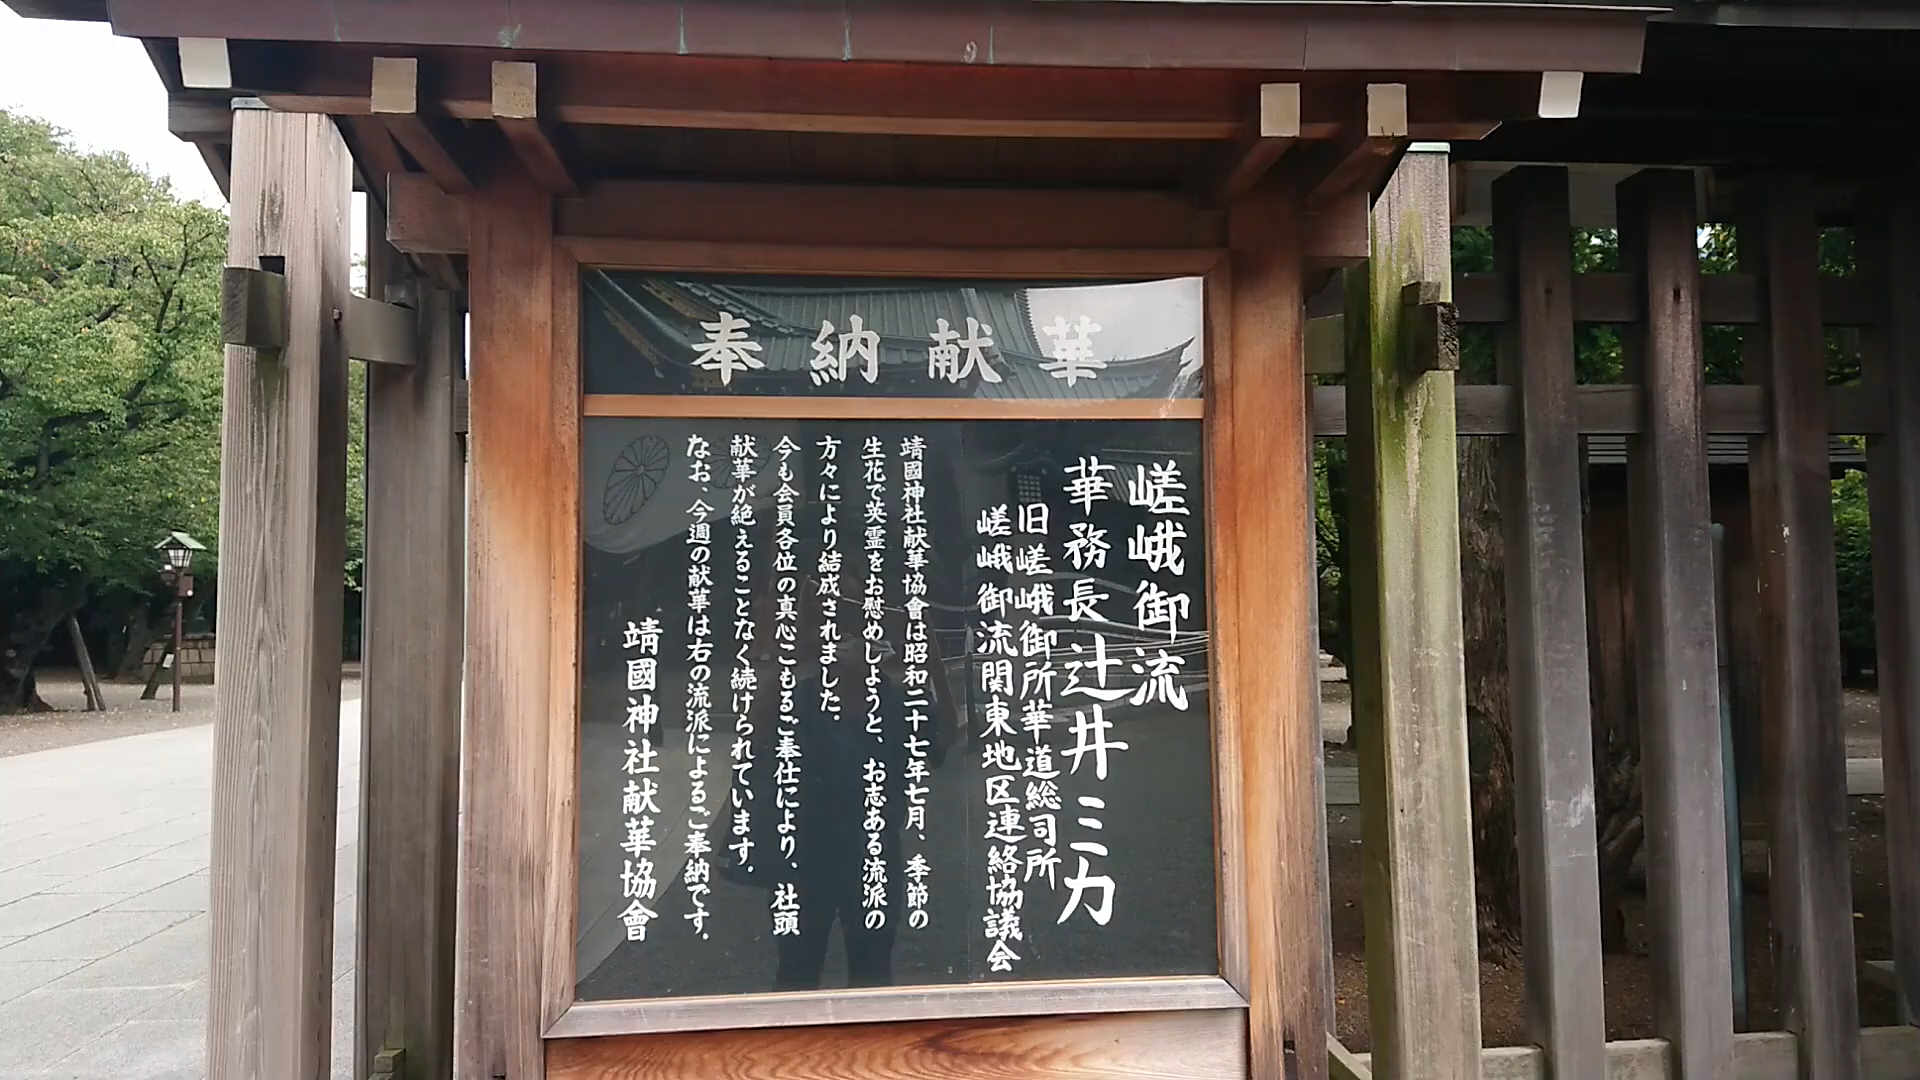 奉納献華
嵯峨御流
華務長辻井ミカ
旧嵯峨御所華道総司所
嵯峨御流関東地区連絡協議会
靖國神社献華協會は昭和二十七年七月、季節の
生花で英霊をお慰めしようと、お志ある流派の
方々により結成されました。
今も会員各位の真心こもるご奉仕により、社頭
献華が絶えることなく続けられています。
なお、今週の献華は右の流派によるご奉納です。
靖國神社献華協會